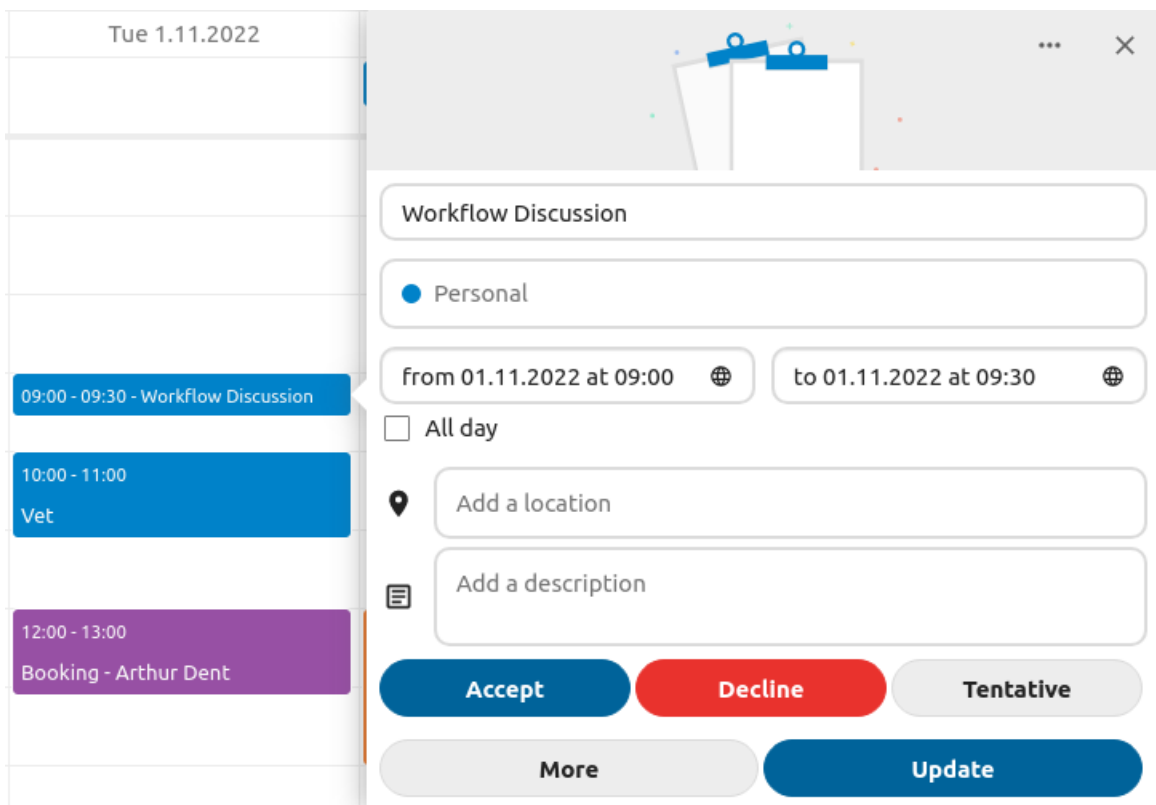 Tue 1.11.2022
09:00 - 09:30 - Workflow Discussion
10:00 - 11:00
Vet
12:00 - 13:00
Booking - Arthur Dent
Workflow Discussion
Personal
from 01.11.2022 at 09:00
to 01.11.2022 at 09:30
All day
Add a location
Add a description
Accept
Decline
Tentative
More
Update